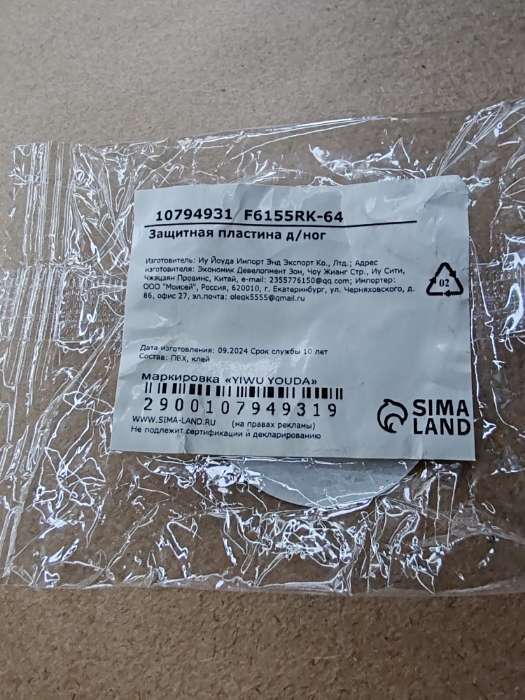 10794931 F6155RK-64
Защитная пластина д/ног
Изготовитель: Иу Йоуда Импорт Энд Экспорт Ко., Лтд.; Адрес
изготовителя: Экономик Девелопмент Зон, Чоу Жианг Стр., Иу Сити,
Чжэцзян Провинс, Китай, e-mail: 2355776150@qq.com; Импортер:
ООО "Моисей", Россия, 620010, г. Екатеринбург, ул. Черняховского, д.
86, офис 27, эл.почта: olegk5555@gmail.ru
02
Дата изготовления: 09.2024 Срок службы 10 лет
Состав: ПВХ, клей
маркировка «YIWU YOUDA»
2900107949319
WWW.SIMA-LAND.RU (на правах рекламы)
Не подлежит сертификации и декларированию
SIMA
LAND